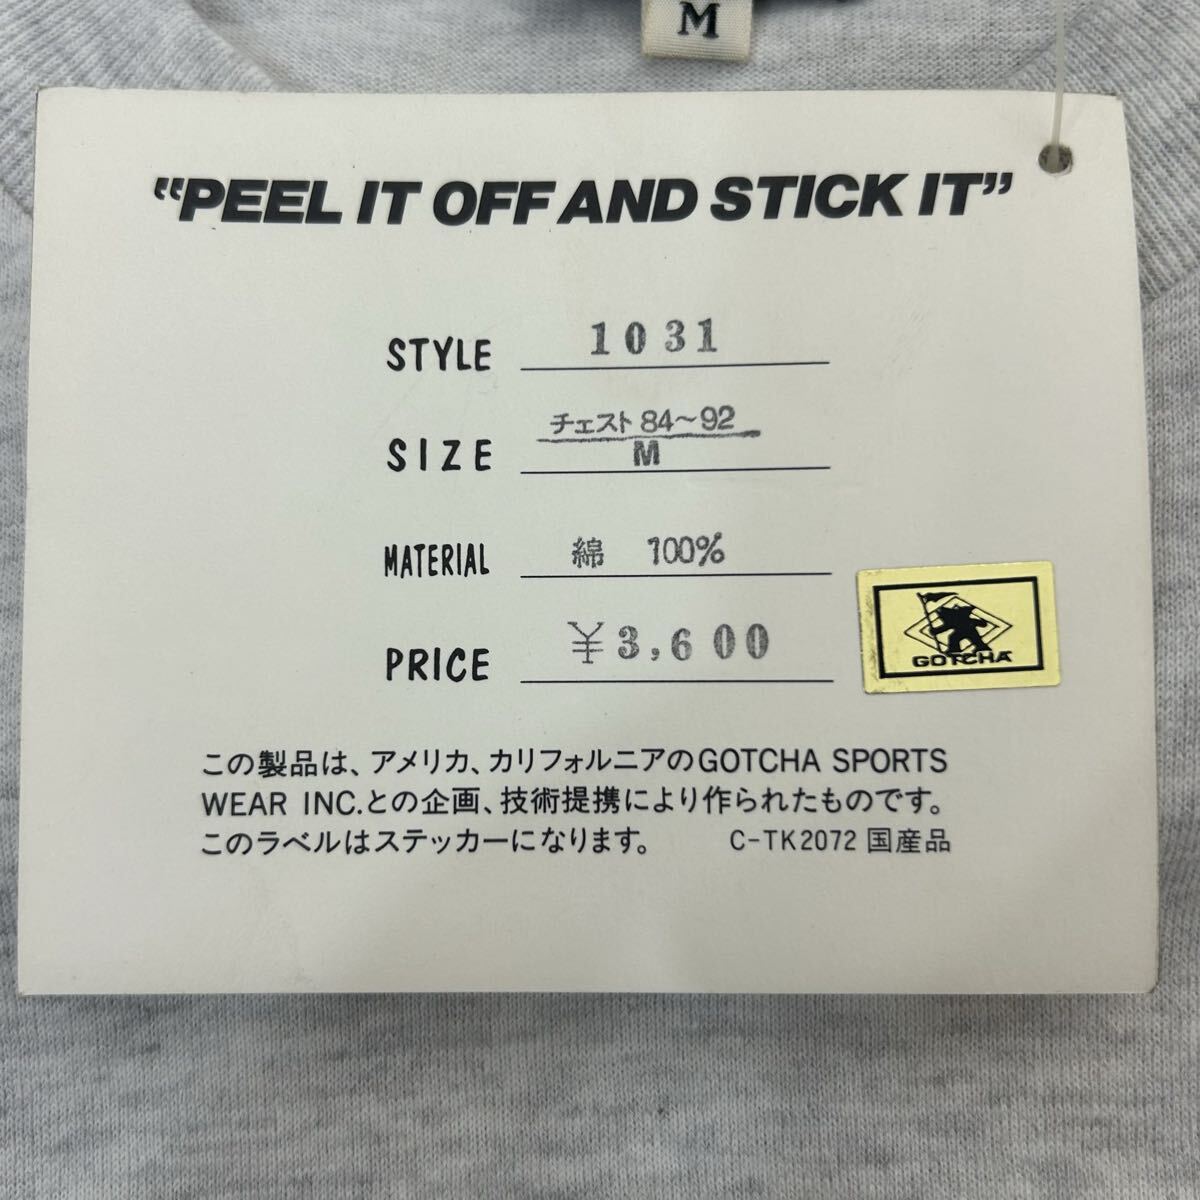 M
“PEEL IT OFF AND STICK IT”
STYLE 1031
SIZE チェスト 84〜92
M
MATERIAL 綿 100%
PRICE ¥3,600
GOTCHA
この製品は、アメリカ、カリフォルニアのGOTCHA SPORTS
WEAR INC.との企画、技術提携により作られたものです。
このラベルはステッカーになります。 C-TK2072 国産品